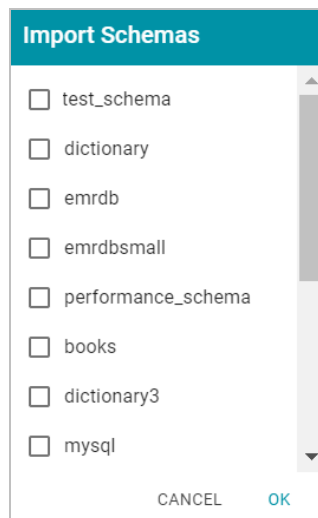 Import Schemas
test_schema
dictionary
emrdb
emrdbsmall
performance_schema
books
dictionary3
mysql
CANCEL OK